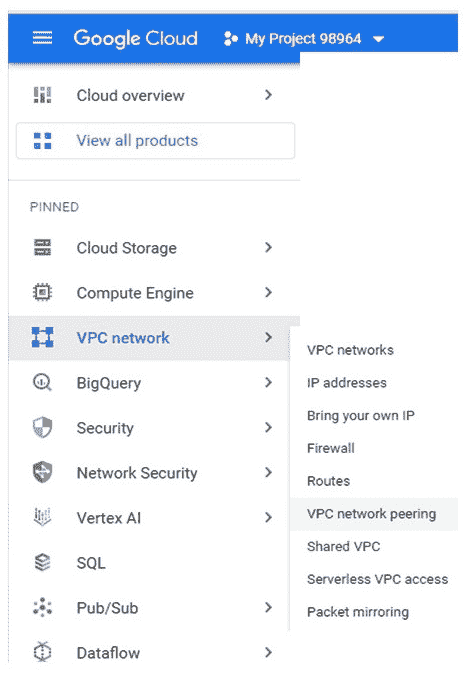 Google Cloud
My Project 98964
Cloud overview
View all products
PINNED
Cloud Storage
Compute Engine
VPC network
BigQuery
Security
Network Security
Vertex AI
SQL
Pub/Sub
Dataflow
VPC networks
IP addresses
Bring your own IP
Firewall
Routes
VPC network peering
Shared VPC
Serverless VPC access
Packet mirroring